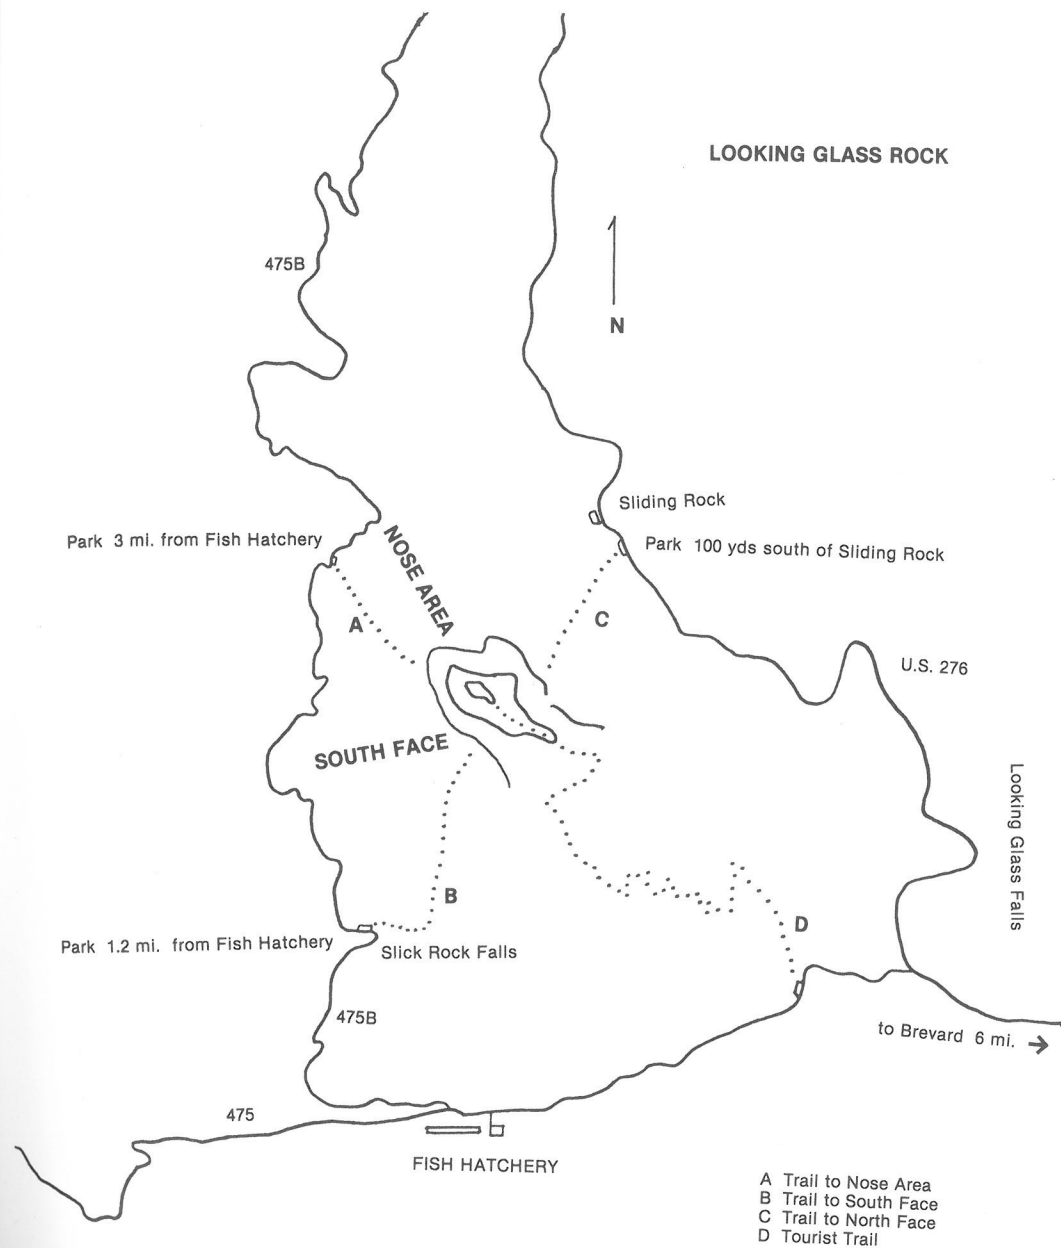 LOOKING GLASS ROCK
N
475B
Sliding Rock
Park 3 mi. from Fish Hatchery
Park 100 yds south of Sliding Rock
NOSE AREA
A
C
U.S. 276
SOUTH FACE
Looking Glass Falls
B
D
Park 1.2 mi. from Fish Hatchery
Slick Rock Falls
475B
to Brevard 6 mi. →
475
FISH HATCHERY
A Trail to Nose Area
B Trail to South Face
C Trail to North Face
D Tourist Trail